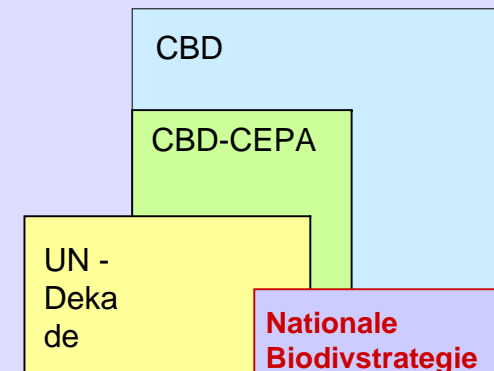 CBD
CBD-CEPA
UN -
Deka
de
Nationale
Biodivstrategie